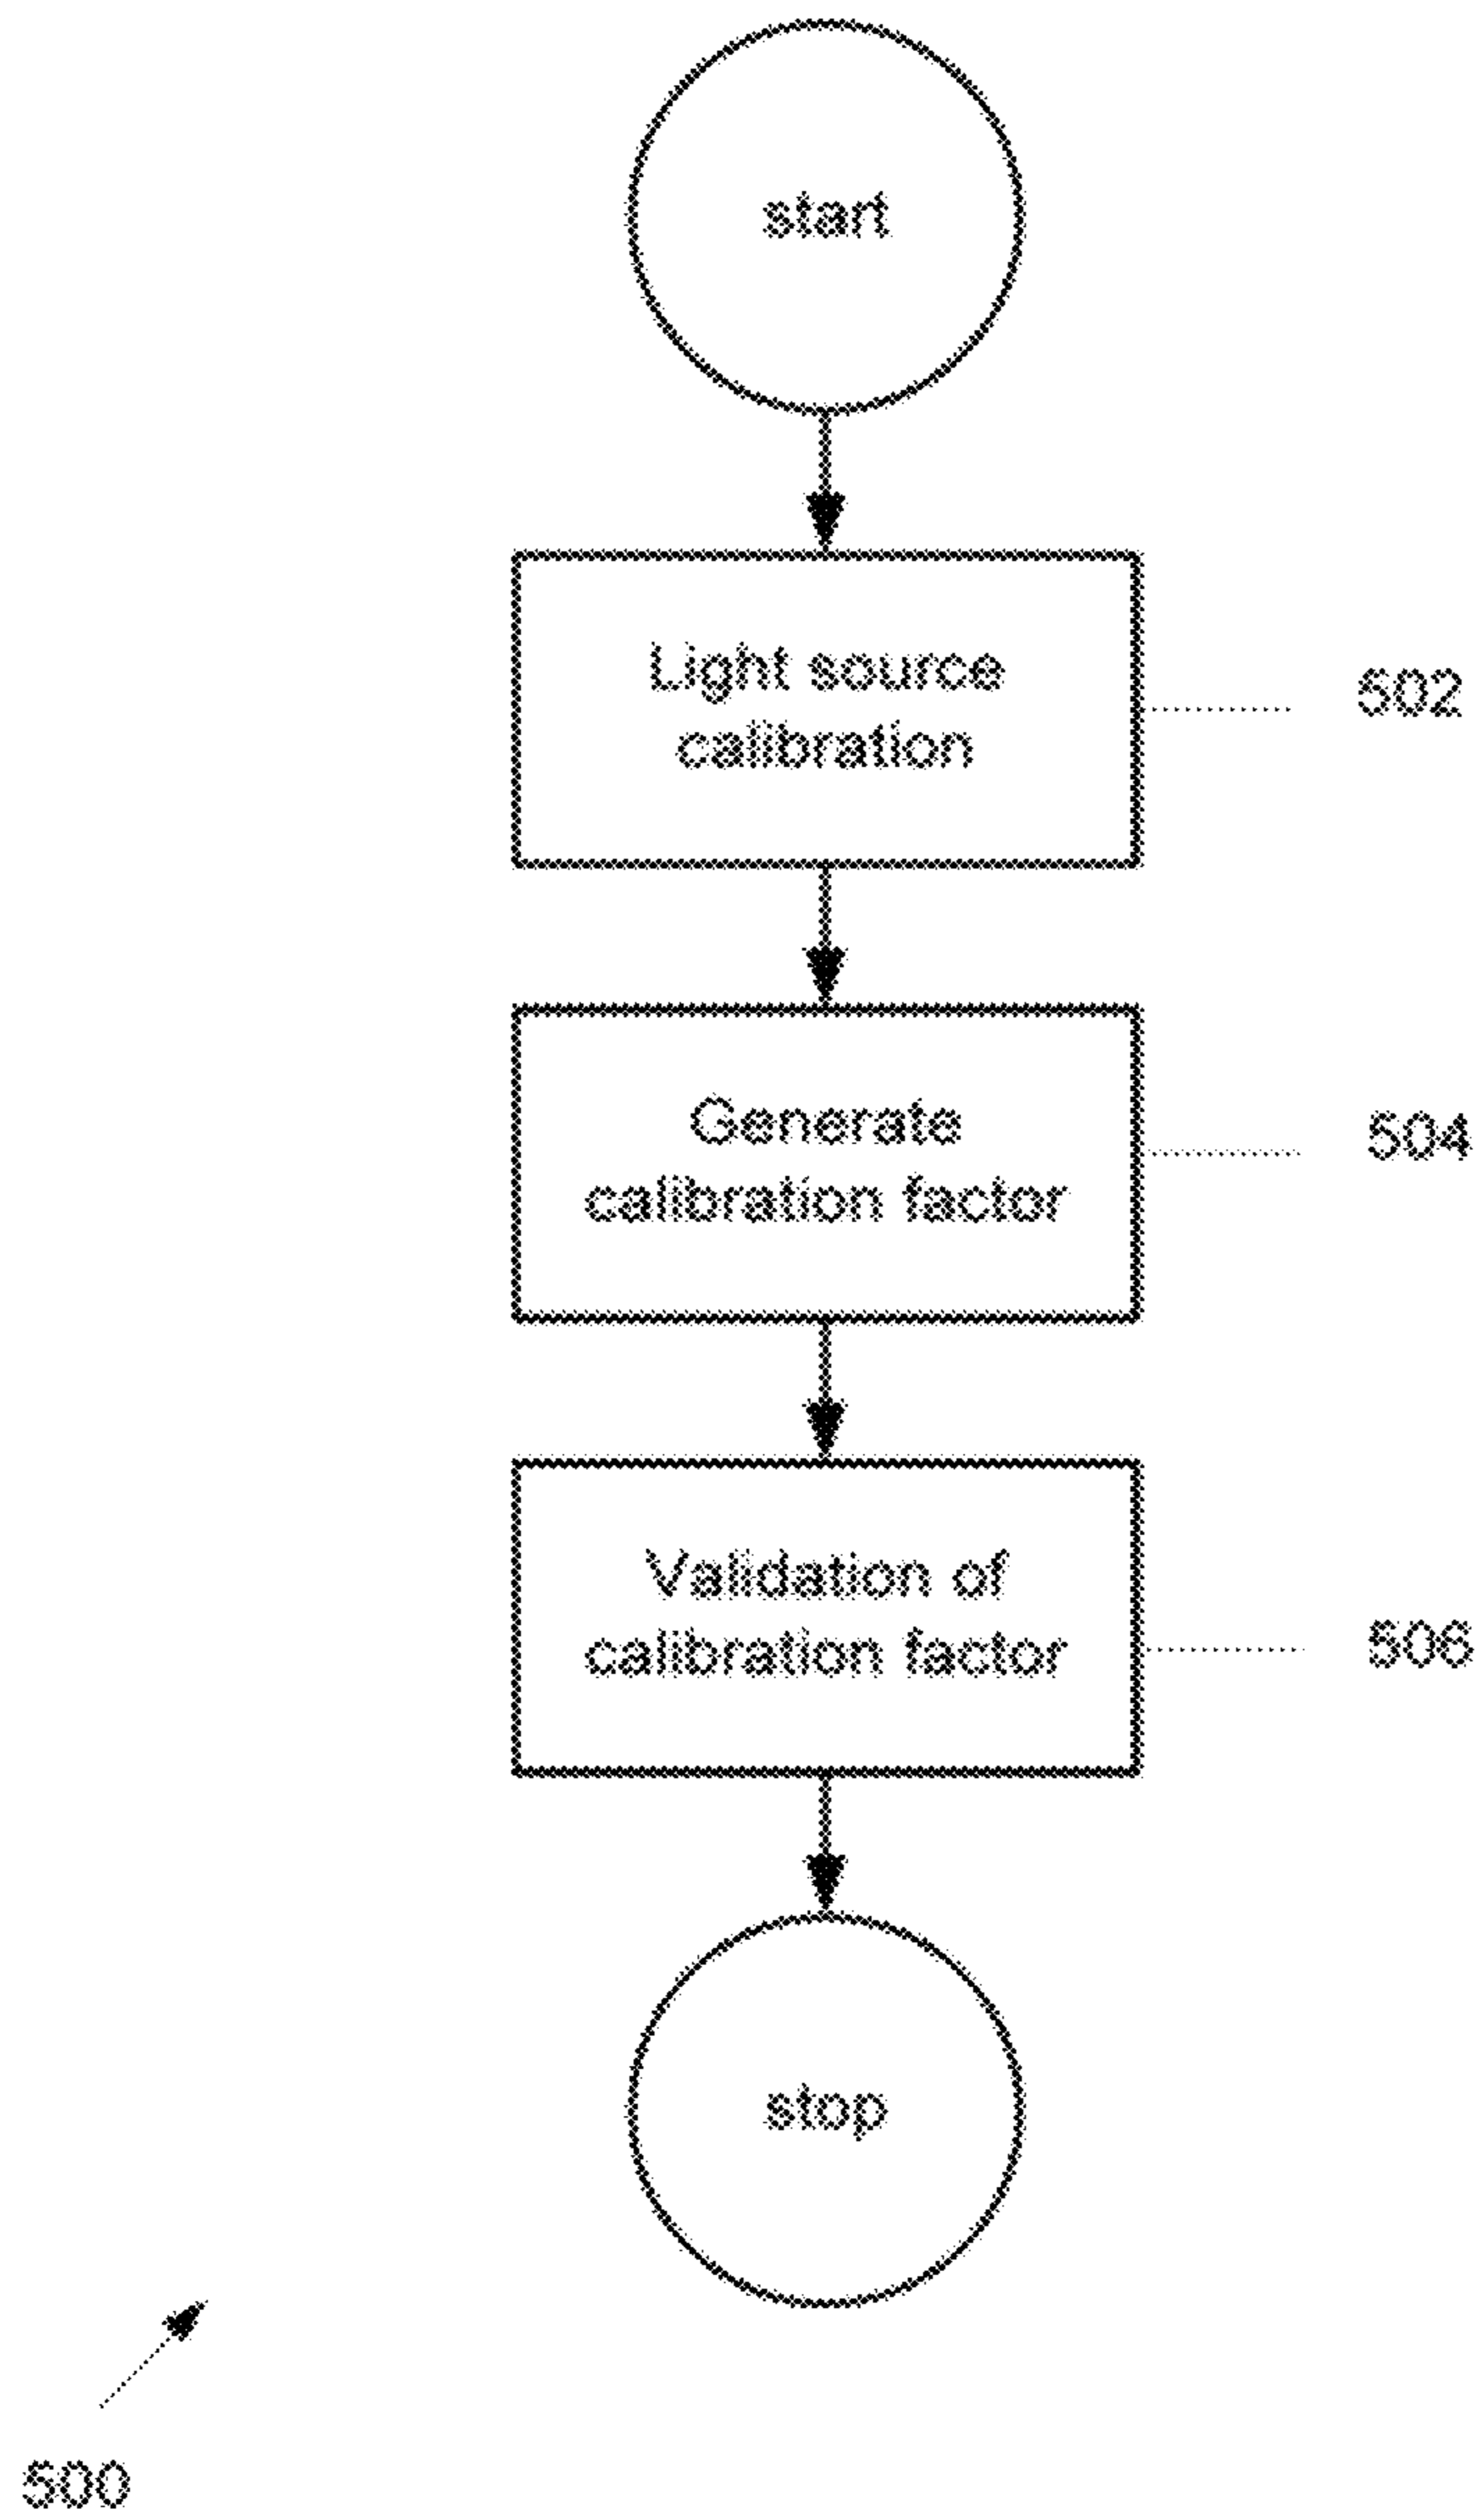 start
Light source
calibration
502
Generate
calibration factor
504
Validation of
calibration factor
506
stop
500